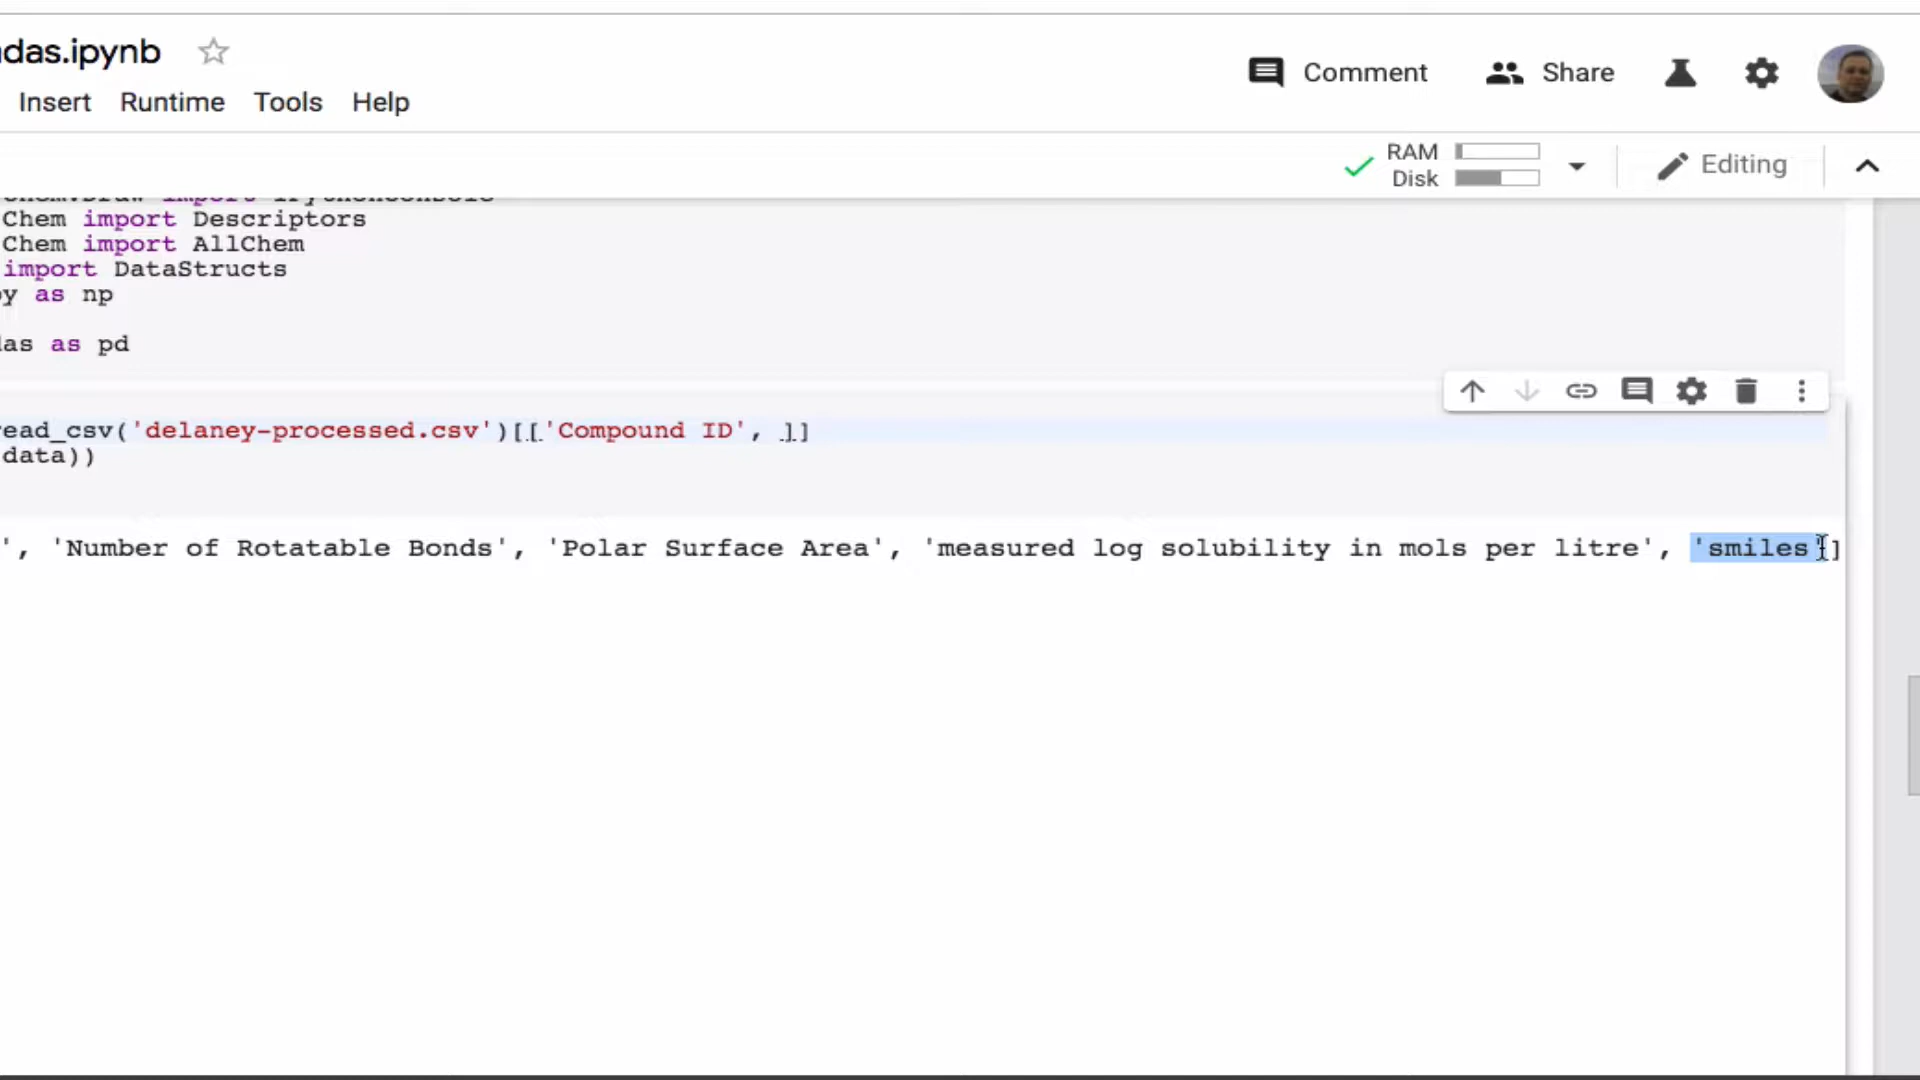 das.ipynb
Comment
Share
Insert Runtime Tools Help
RAM
Disk
Editing
import
Chem import Descriptors
Chem import AllChem
import DataStructs
y as np
as pd
ead_csv('delaney-processed.csv')[['Compound ID', ]]
data))
', 'Number of Rotatable Bonds', 'Polar Surface Area', 'measured log solubility in mols per litre', 'smiles']